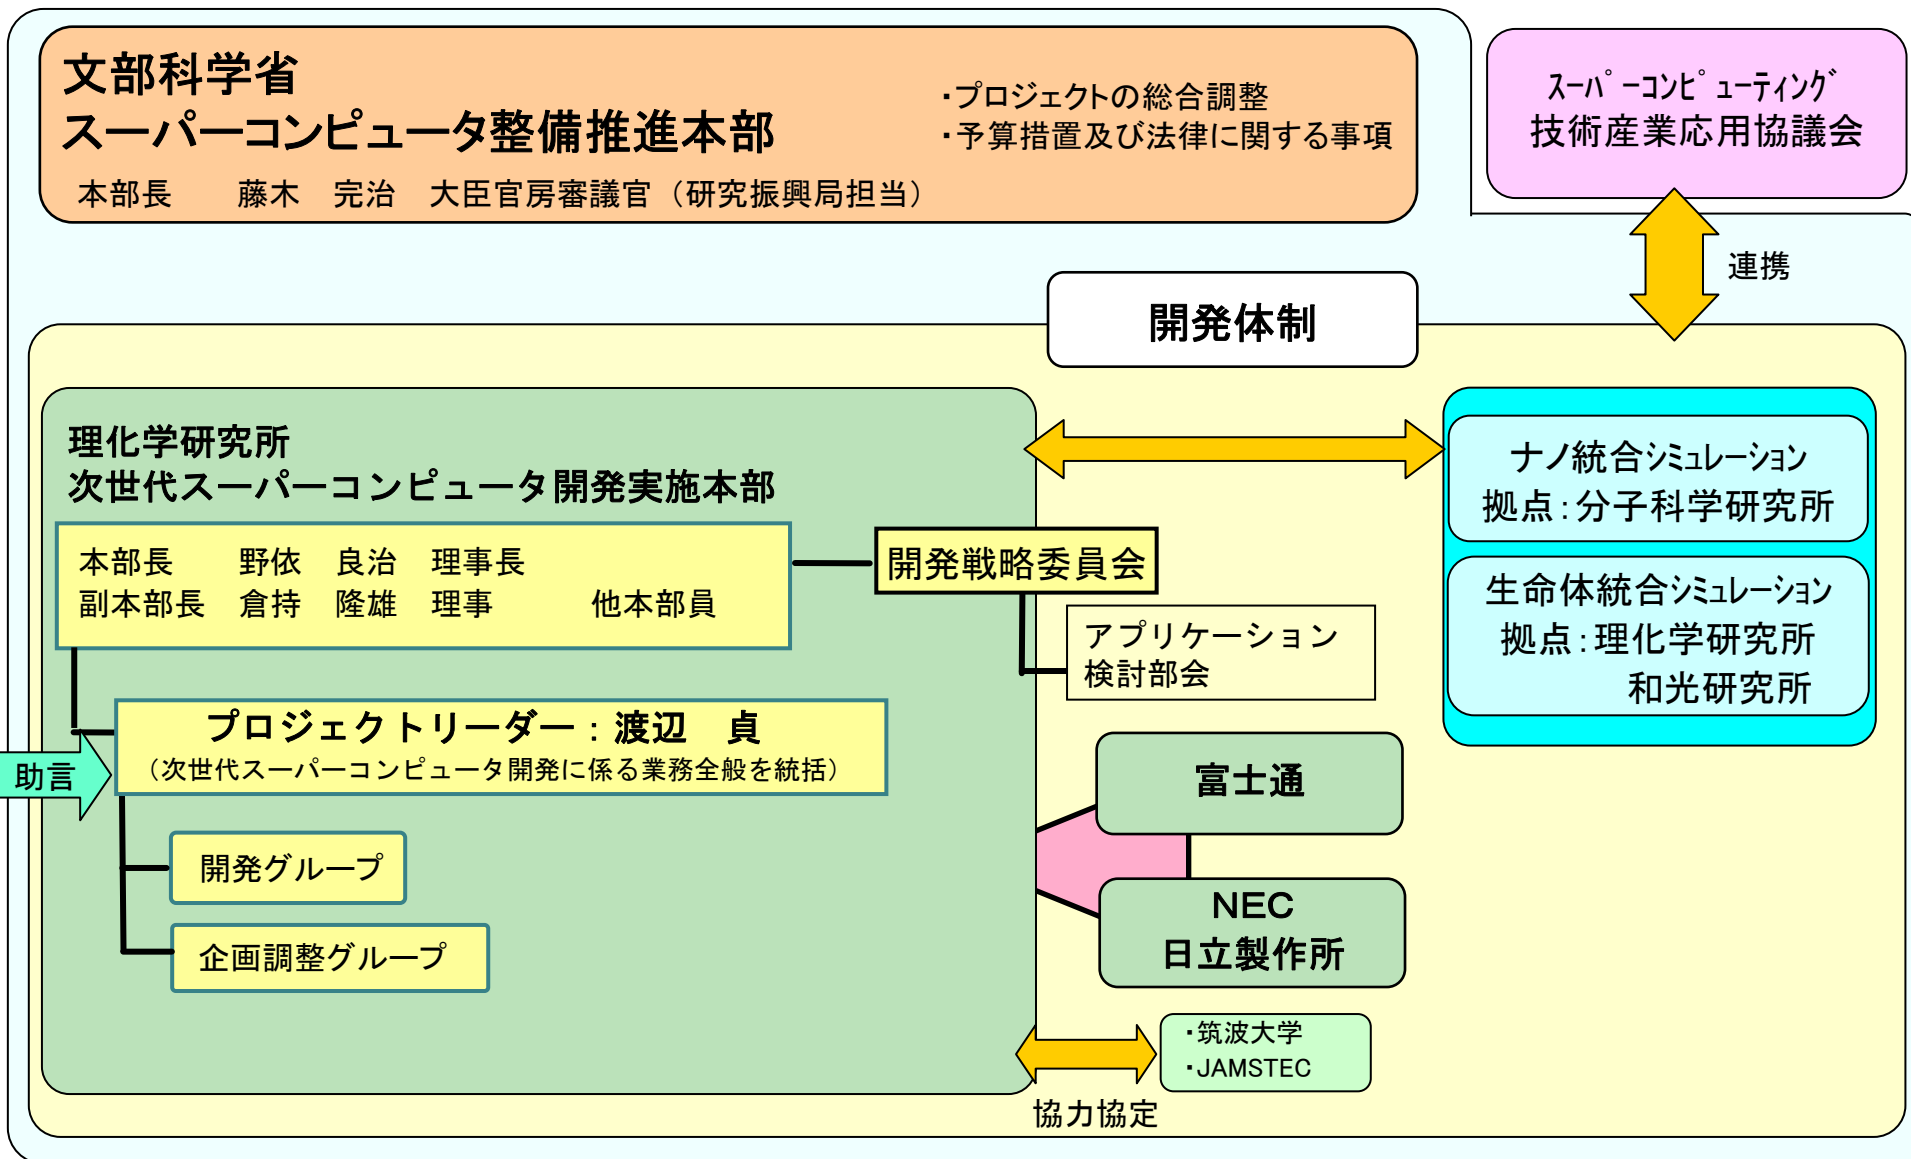 文部科学省
スーパーコンピュータ整備推進本部
本部長　藤木　完治　大臣官房審議官（研究振興局担当）
・プロジェクトの総合調整
・予算措置及び法律に関する事項
ｽｰﾊﾟｰｺﾝﾋﾟｭｰﾃｨﾝｸﾞ
技術産業応用協議会
連携
開発体制
理化学研究所
次世代スーパーコンピュータ開発実施本部
本部長　野依　良治　理事長
副本部長　倉持　隆雄　理事　他本部員
開発戦略委員会
アプリケーション
検討部会
ナノ統合ｼﾐｭﾚｰｼｮﾝ
拠点：分子科学研究所
生命体統合ｼﾐｭﾚｰｼｮﾝ
拠点：理化学研究所
和光研究所
プロジェクトリーダー：渡辺　貞
（次世代スーパーコンピュータ開発に係る業務全般を統括）
助言
開発グループ
企画調整グループ
富士通
NEC
日立製作所
・筑波大学
・JAMSTEC
協力協定